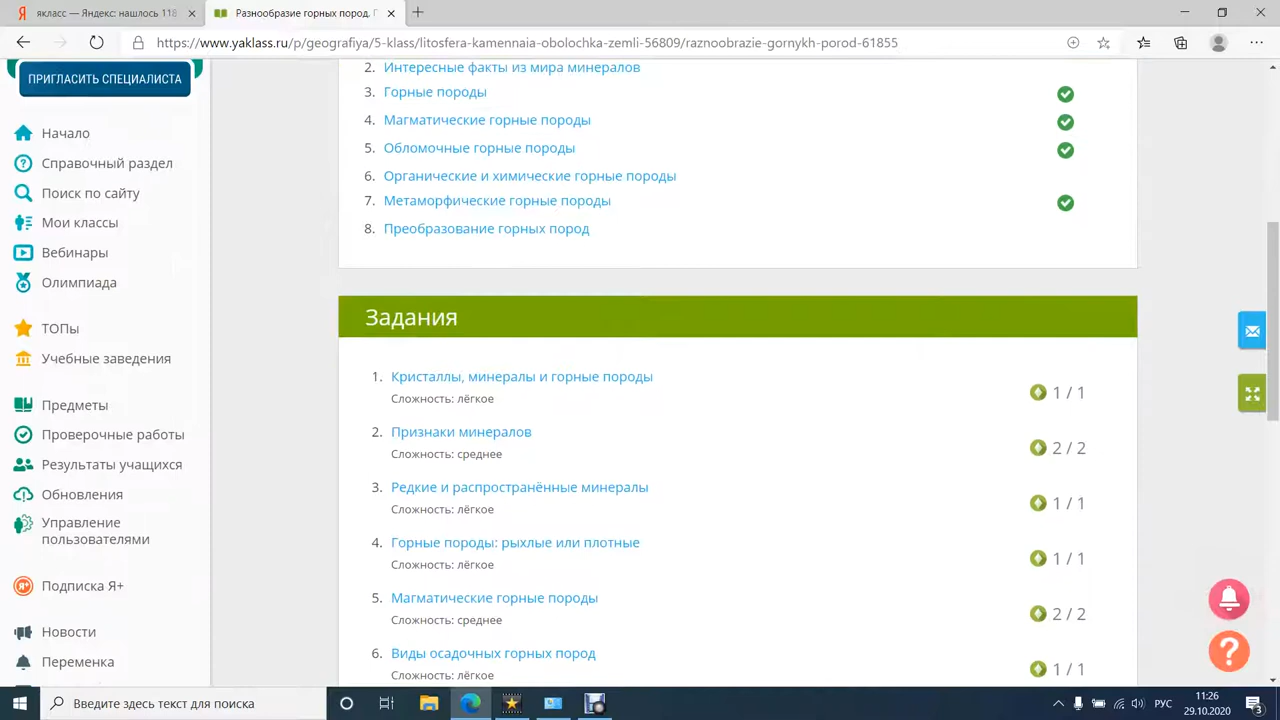 якласс — Яндекс: нашлось 118
Разнообразие горных пород. Г
https://www.yaklass.ru/p/geografiya/5-klass/litosfera-kamennaia-obolochka-zemli-56809/raznoobrazie-gornykh-porod-61855
ПРИГЛАСИТЬ СПЕЦИАЛИСТА
Начало
Справочный раздел
Поиск по сайту
Мои классы
Вебинары
Олимпиада
ТОПы
Учебные заведения
Предметы
Проверочные работы
Результаты учащихся
Обновления
Управление
пользователями
Подписка Я+
Новости
Переменка
2. Интересные факты из мира минералов
3. Горные породы
4. Магматические горные породы
5. Обломочные горные породы
6. Органические и химические горные породы
7. Метаморфические горные породы
8. Преобразование горных пород
Задания
1. Кристаллы, минералы и горные породы
Сложность: лёгкое
1 / 1
2. Признаки минералов
Сложность: среднее
2 / 2
3. Редкие и распространённые минералы
Сложность: лёгкое
1 / 1
4. Горные породы: рыхлые или плотные
Сложность: лёгкое
1 / 1
5. Магматические горные породы
Сложность: среднее
2 / 2
6. Виды осадочных горных пород
Сложность: лёгкое
1 / 1
Введите здесь текст для поиска
РУС
11:26
29.10.2020
3